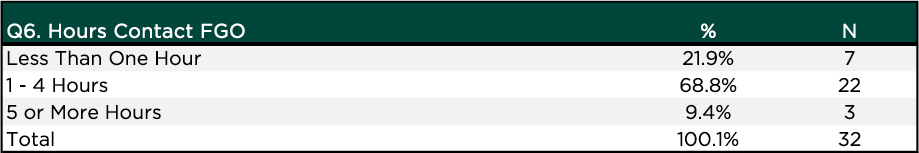 Q6. Hours Contact FGO % N
Less Than One Hour 21.9% 7
1 - 4 Hours 68.8% 22
5 or More Hours 9.4% 3
Total 100.1% 32